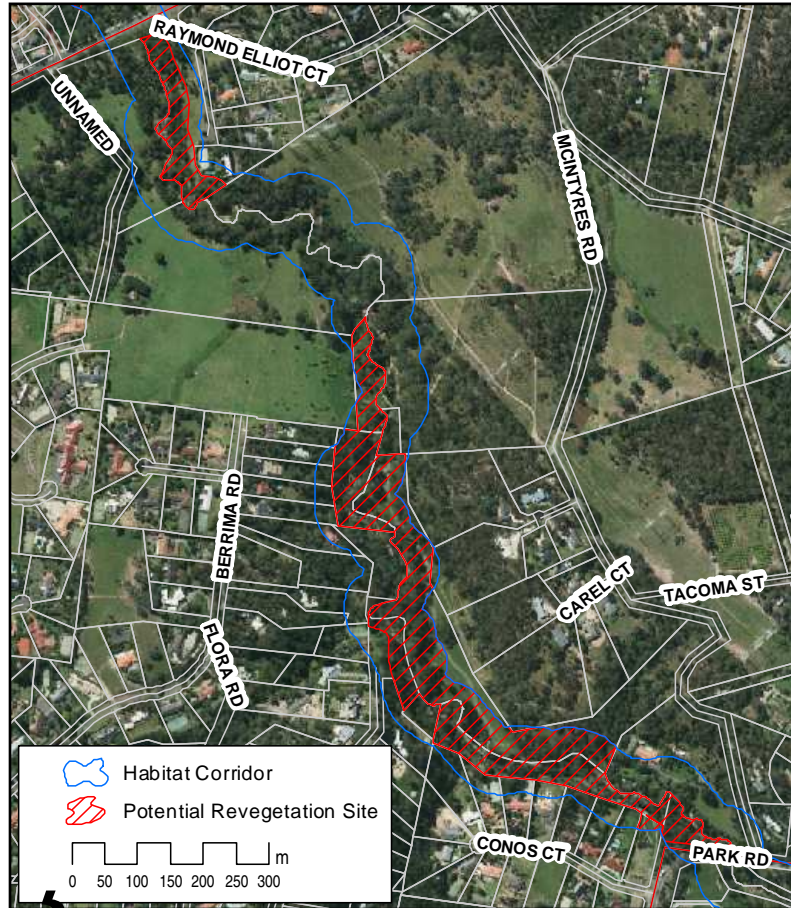 RAYMOND ELLIOT CT
UNNAMED
MCINTYRES RD
BERRIMA RD
CAREL CT
TACOMA ST
FLORA RD
Habitat Corridor
Potential Revegetation Site
m
0 50 100 150 200 250 300
CONOS CT
PARK RD